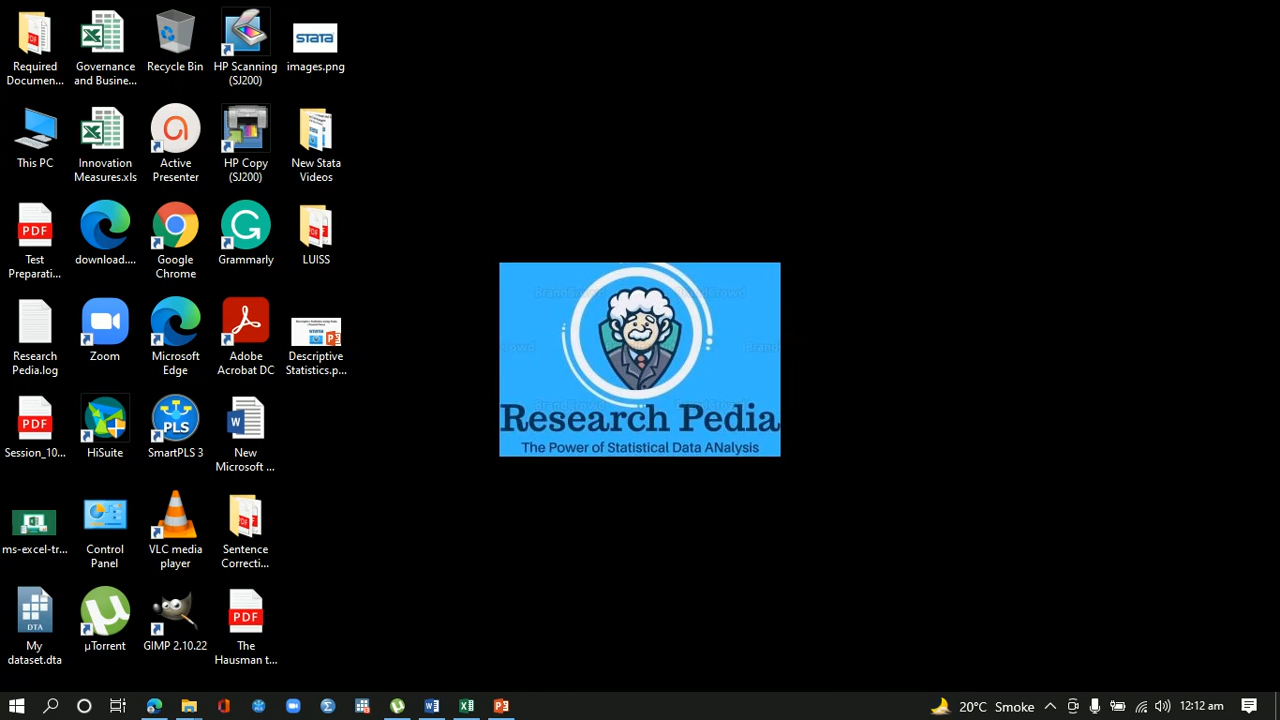 Required
Documen...
Governance
and Busine...
Recycle Bin
HP Scanning
(SJ200)
stata
images.png
This PC
Innovation
Measures.xls
Active
Presenter
HP Copy
(SJ200)
New Stata
Videos
PDF
Test
Preparati...
download....
Google
Chrome
Grammarly
LUISS
Research
Pedia.log
Zoom
Microsoft
Edge
Adobe
Acrobat DC
Descriptive
Statistics.p...
PDF
Session_10...
HiSuite
PLS
SmartPLS 3
New
Microsoft ...
ms-excel-tr...
Control
Panel
VLC media
player
Sentence
Correcti...
DTA
My
dataset.dta
µTorrent
GIMP 2.10.22
PDF
The
Hausman t...
BrandCrowd
Research Pedia
The Power of Statistical Data ANalysis
20°C Smoke
12:12 am